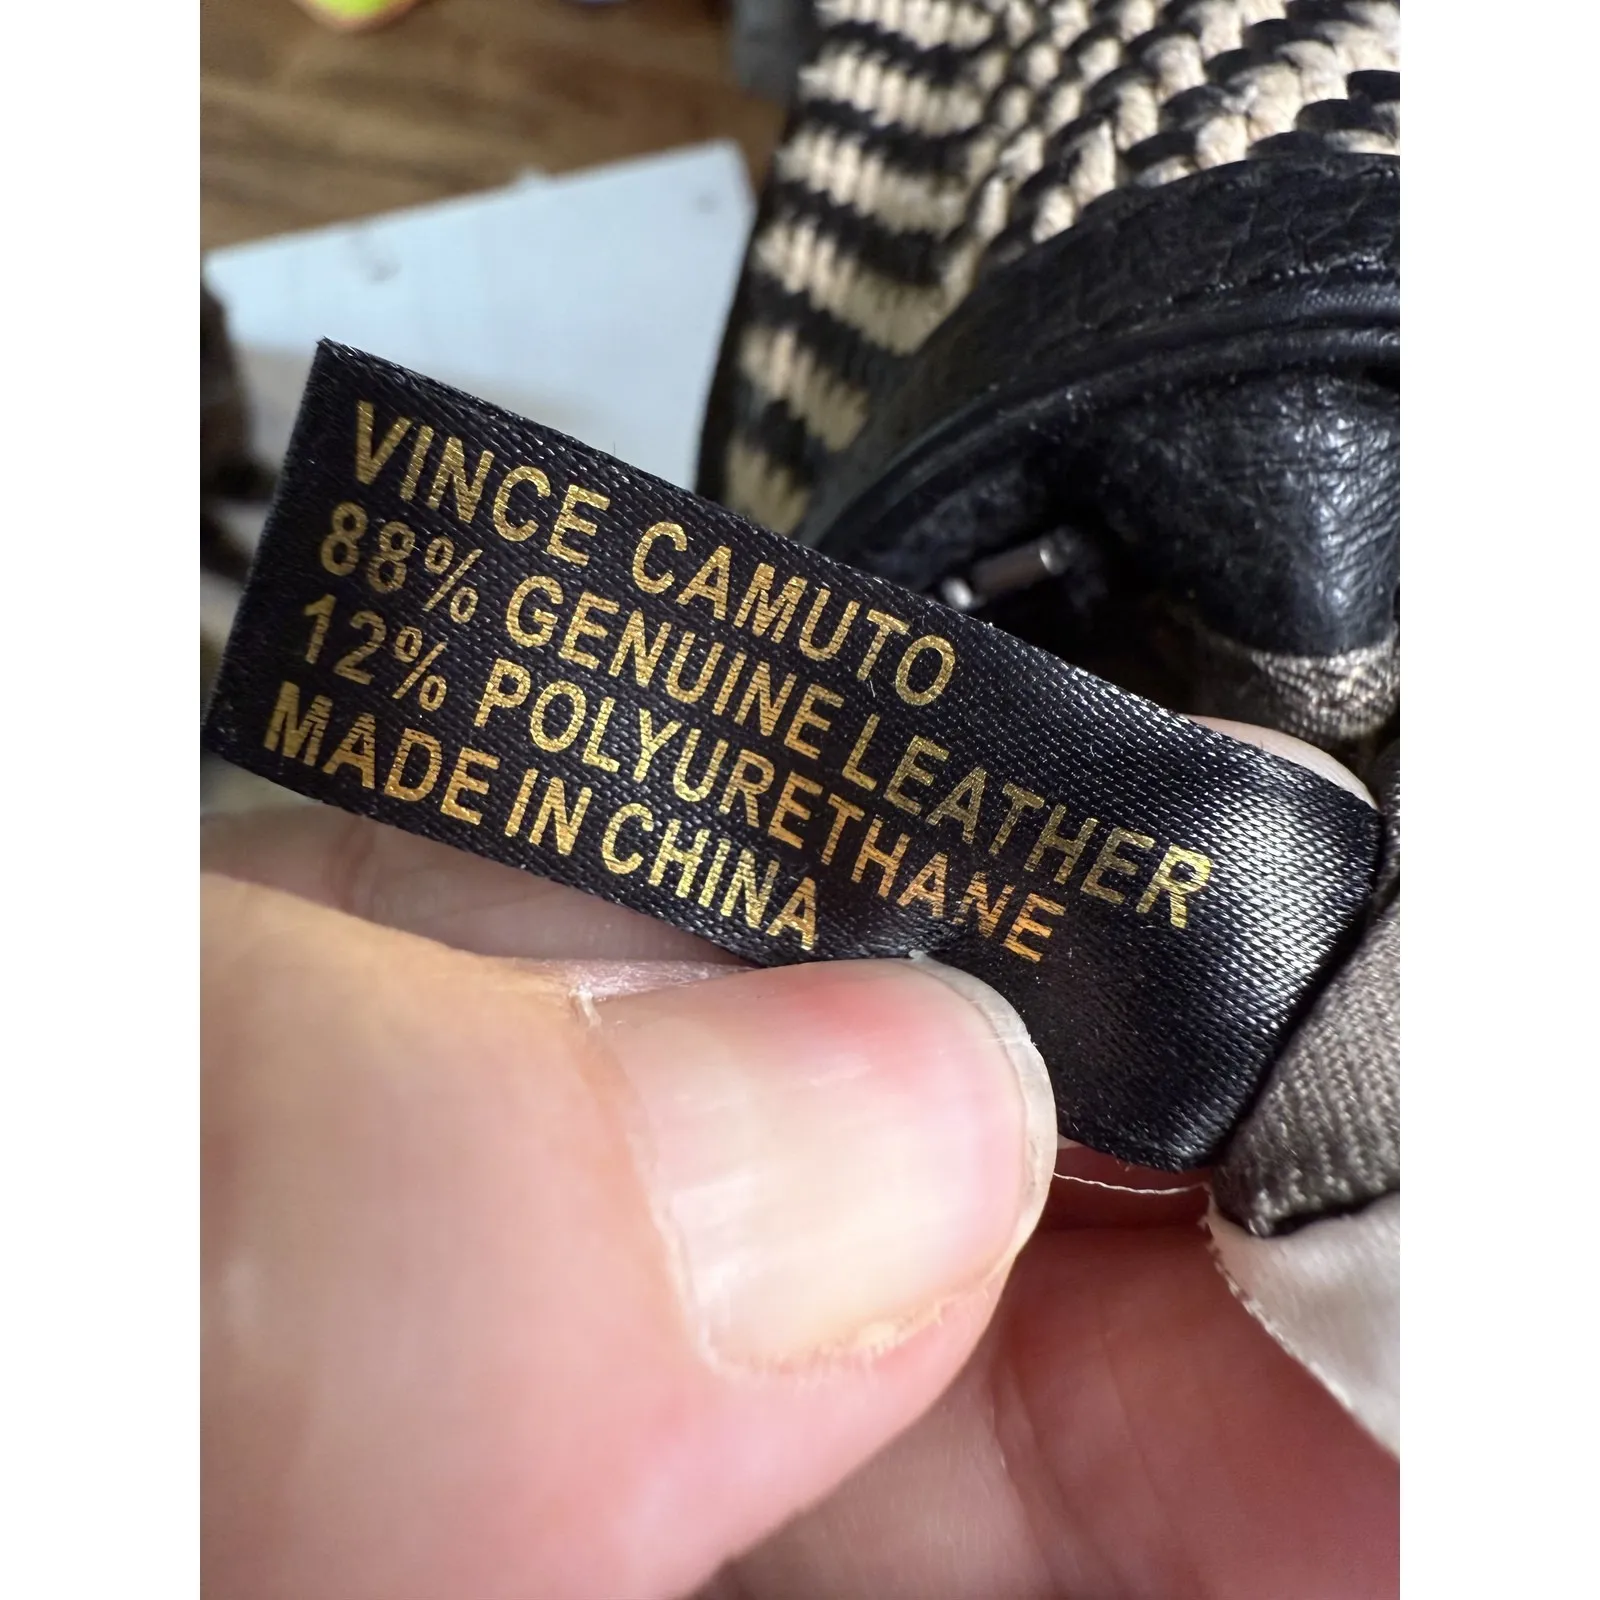 VINCE CAMUTO
88% GENUINE LEATHER
12% POLYURETHANE
MADE IN CHINA